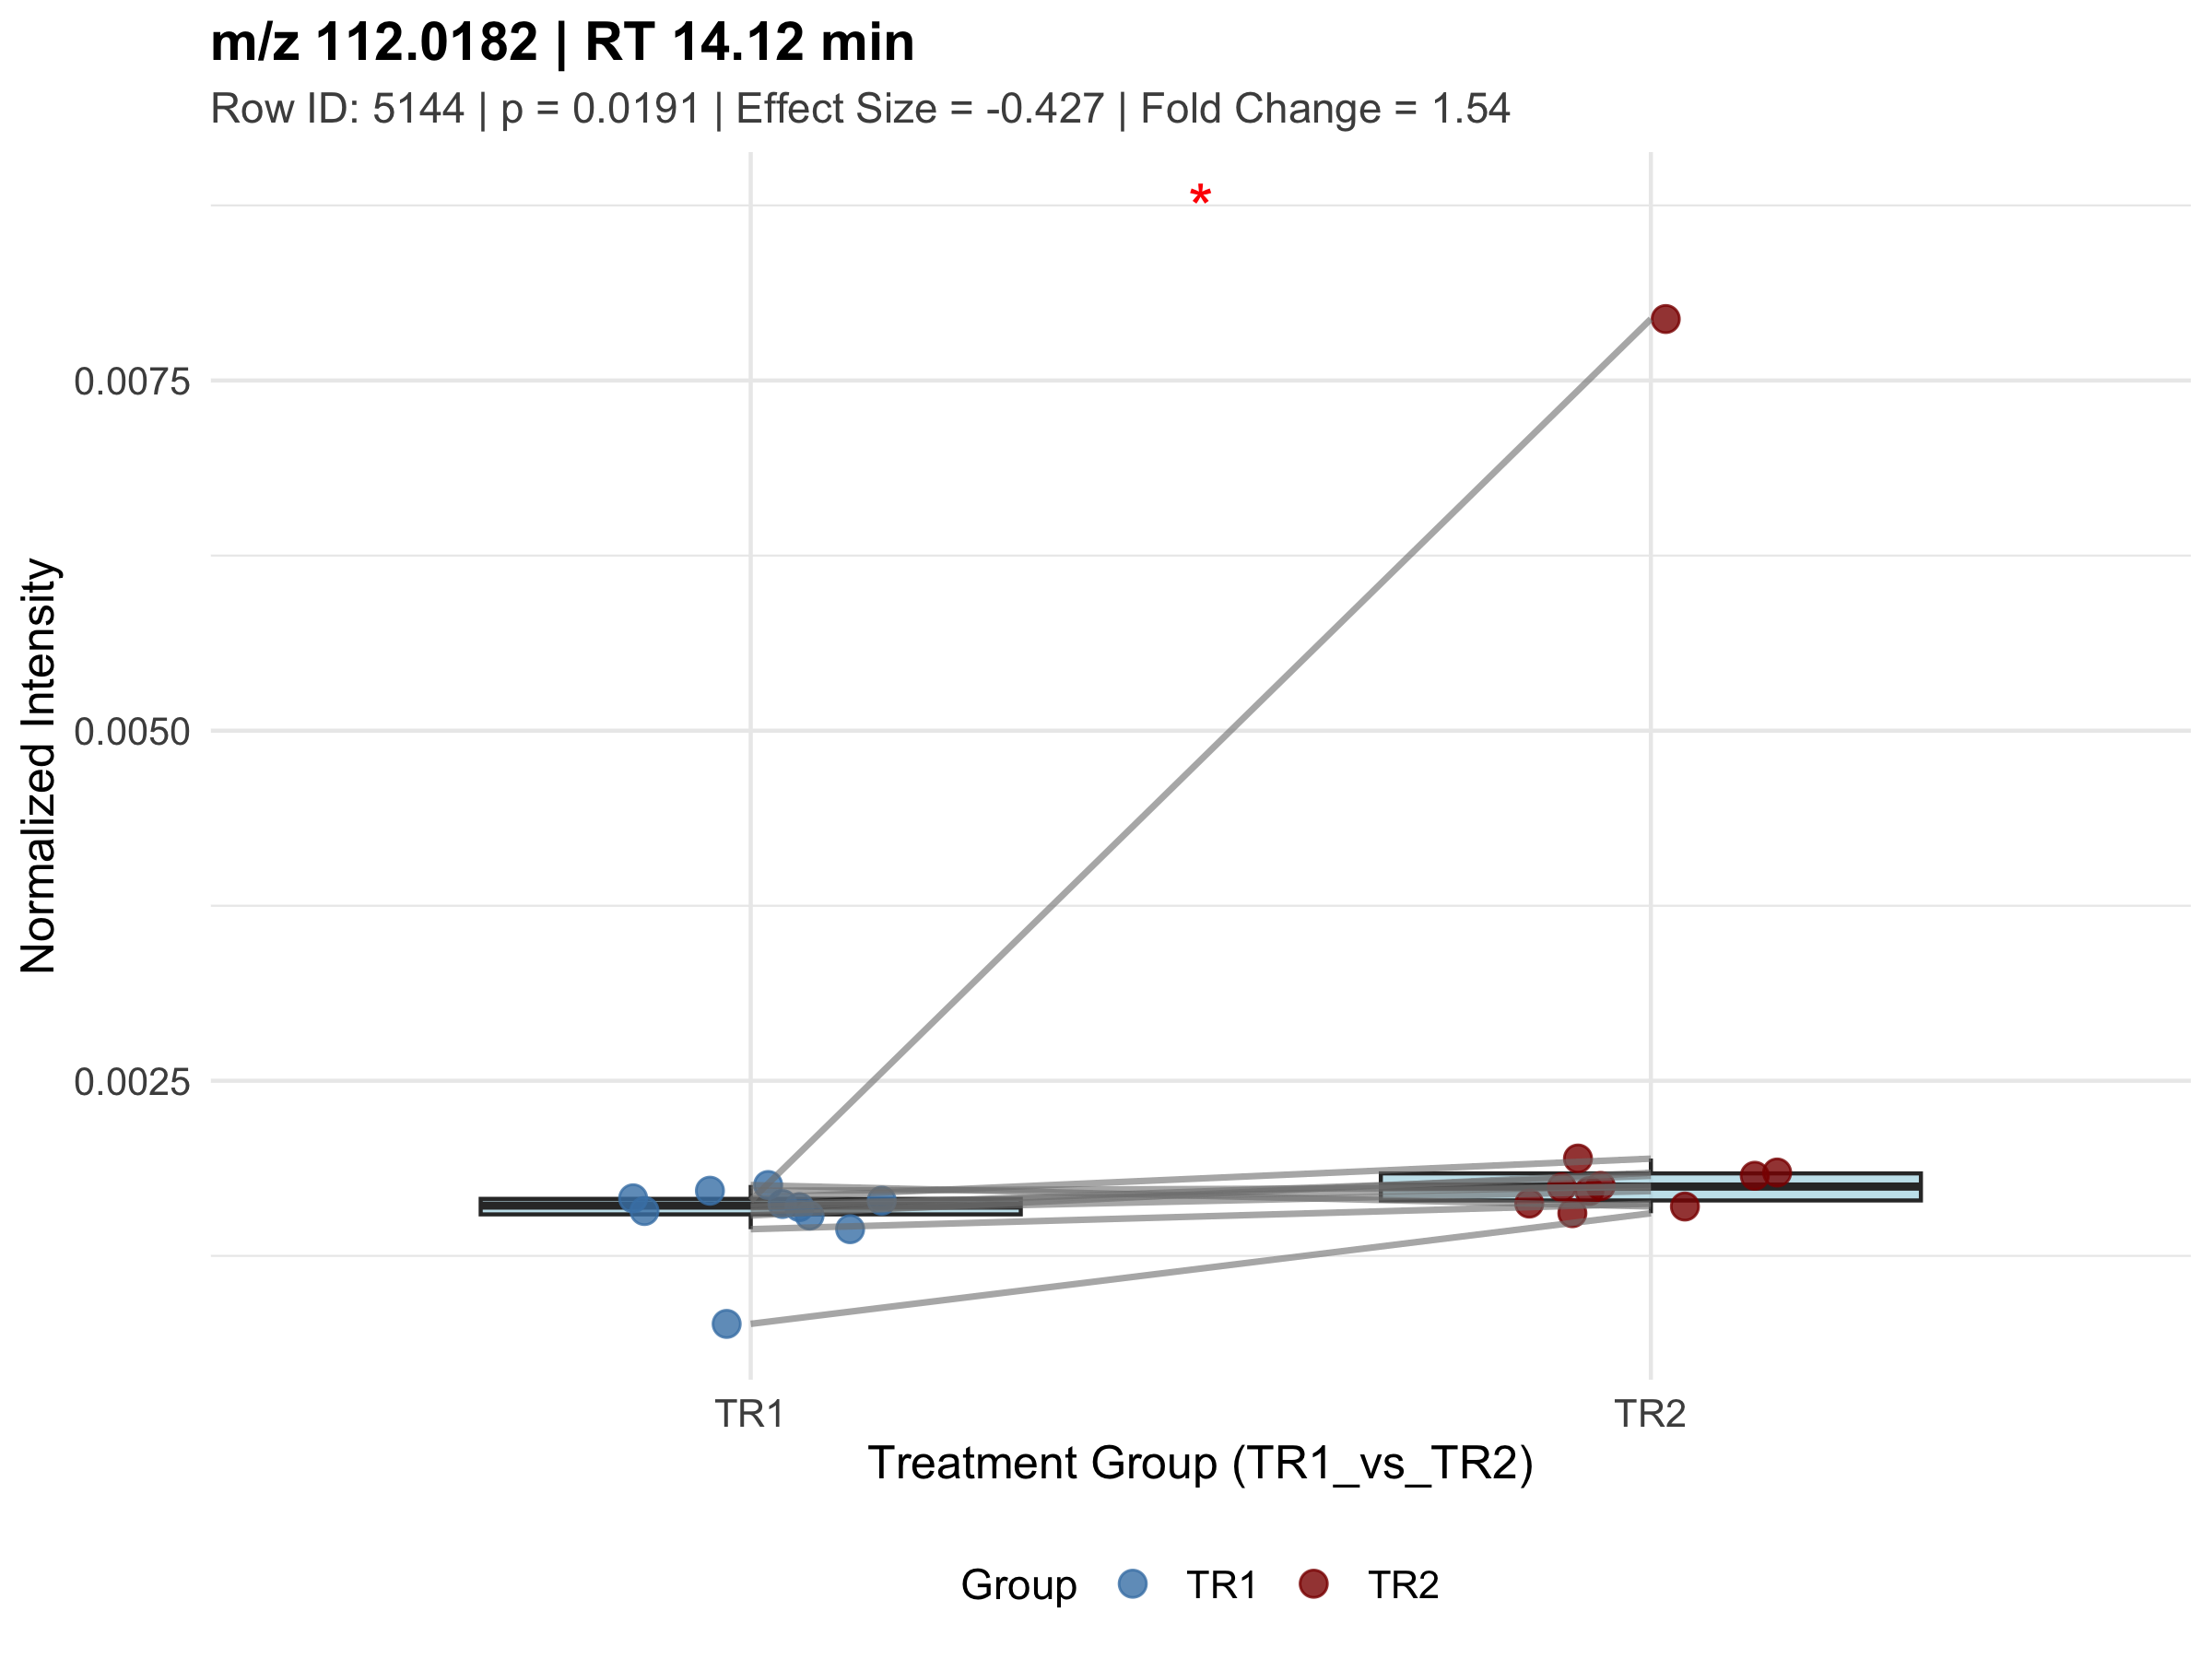 m/z 112.0182 | RT 14.12 min
Row ID: 5144 | p = 0.0191 | Effect Size = -0.427 | Fold Change = 1.54
*
0.0075
0.0050
0.0025
Normalized Intensity
TR1 TR2
Treatment Group (TR1_vs_TR2)
Group TR1 TR2